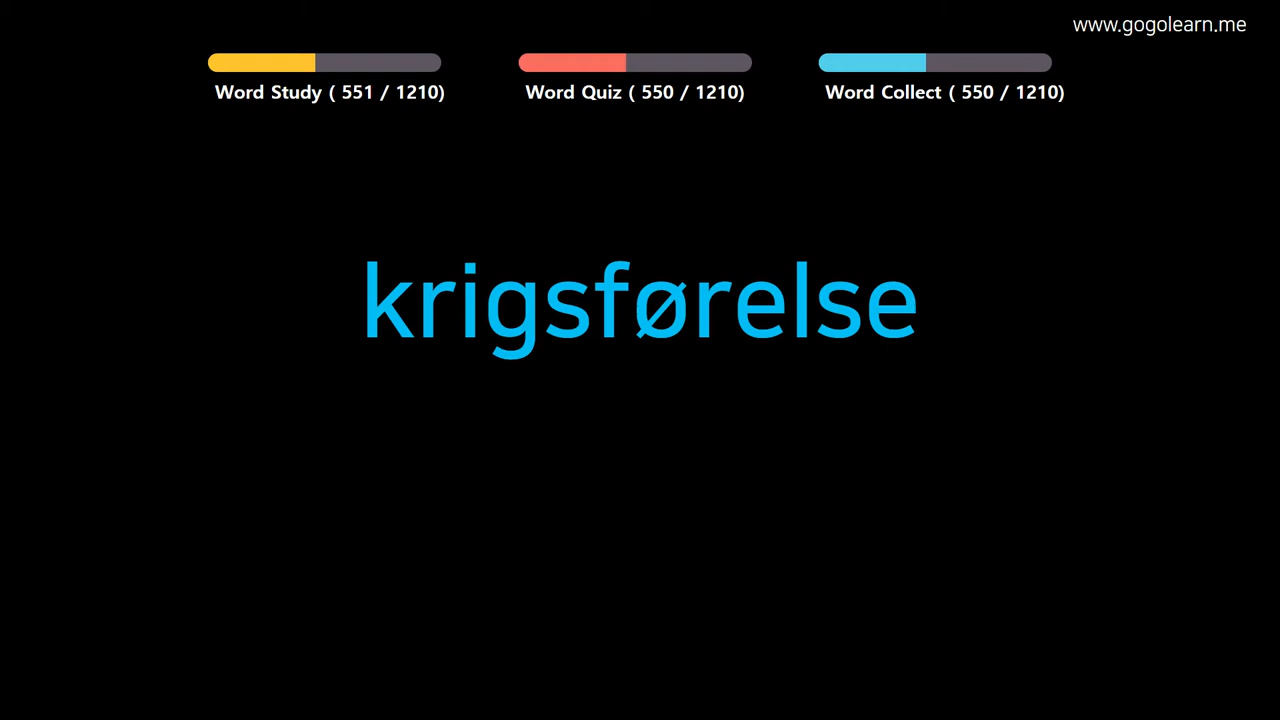 www.gogolearn.me
Word Study ( 551 / 1210)
Word Quiz ( 550 / 1210)
Word Collect ( 550 / 1210)
krigsførelse